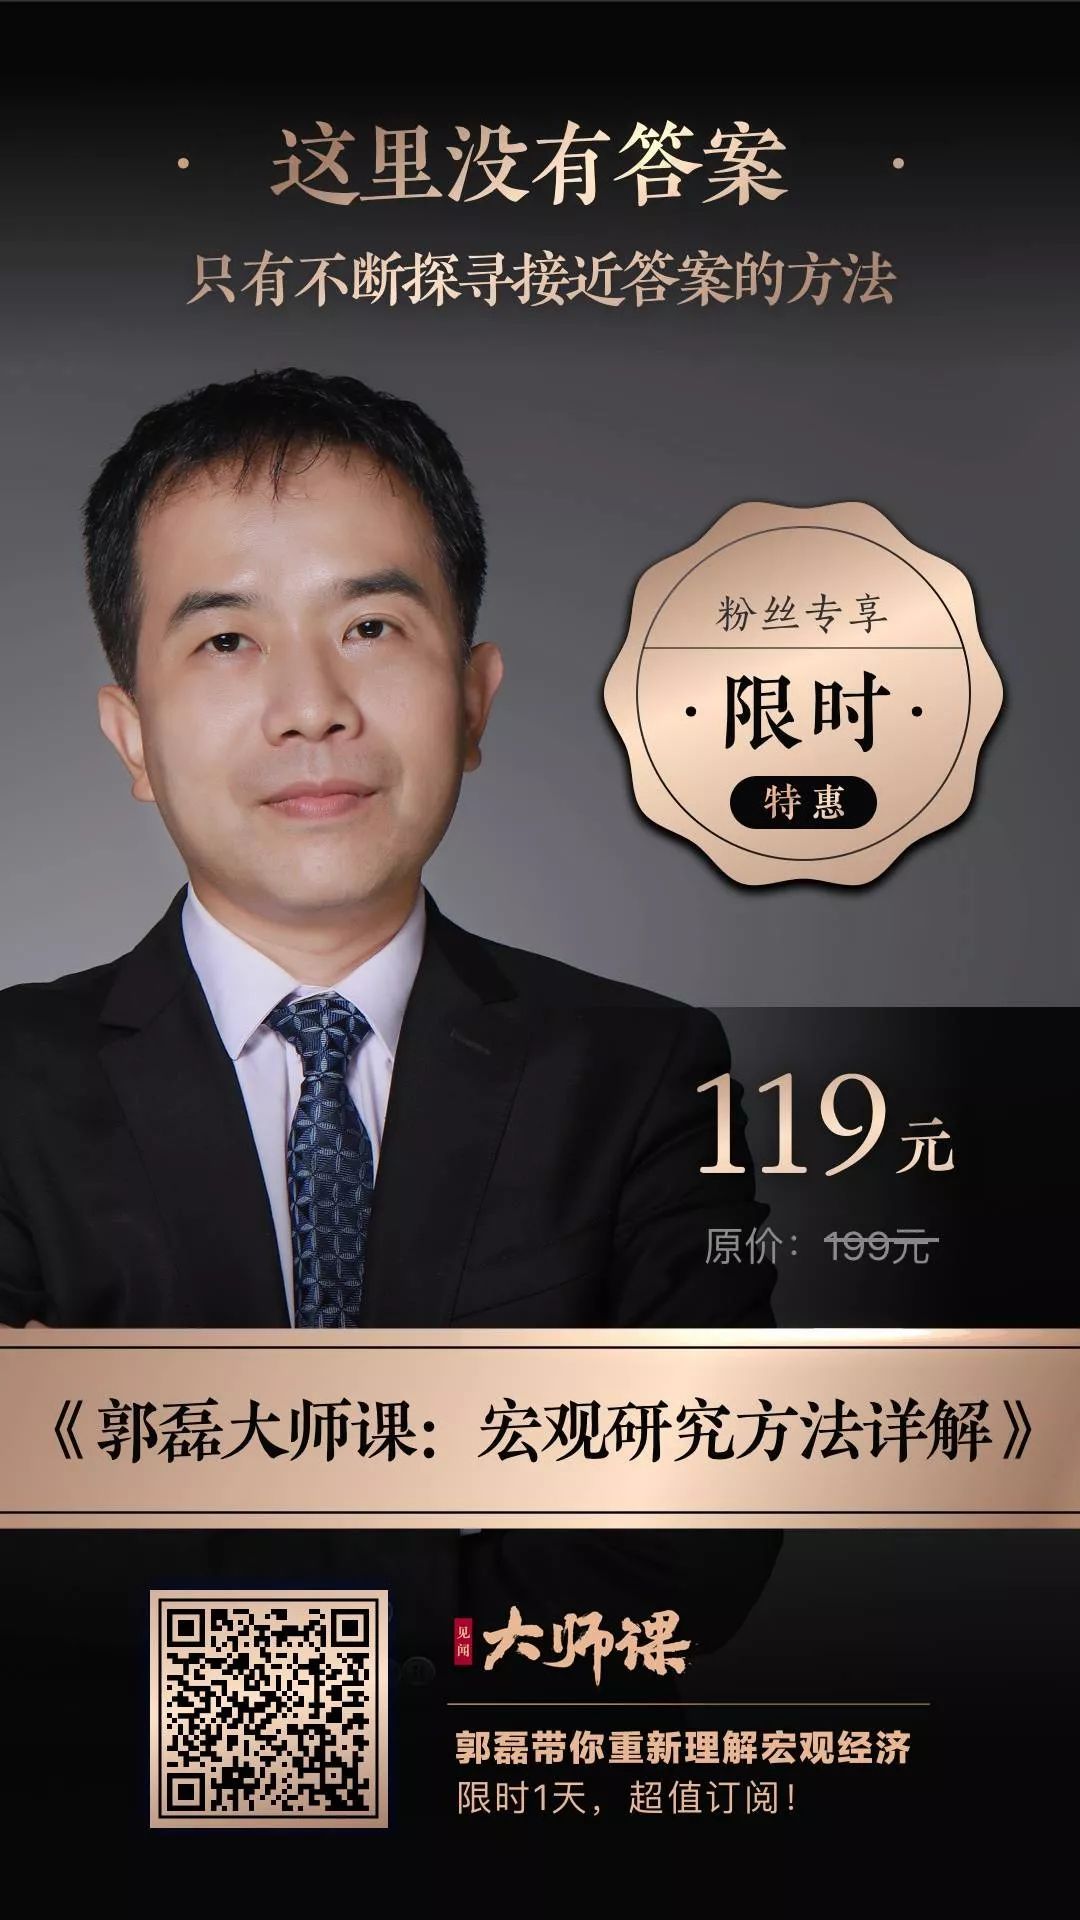 · 这里没有答案 ·
只有不断探寻接近答案的方法
粉丝专享
· 限时 ·
特惠
119元
原价：199元
《郭磊大师课：宏观研究方法详解》
见闻 大师课
郭磊带你重新理解宏观经济
限时1天，超值订阅！